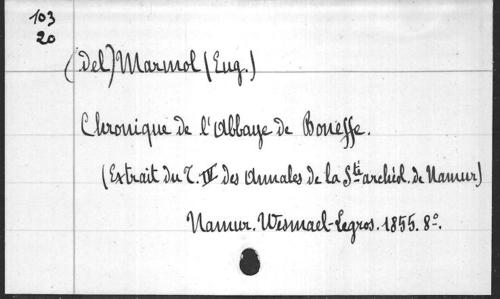 103
20
(Del) Marmol (Eug.)
Chronique de l'Abbaye de Boneffe.
(Extrait du T. IV des Annales de la Sté archéol. de Namur)
Namur. Wesmael-Legros. 1855. 8°.